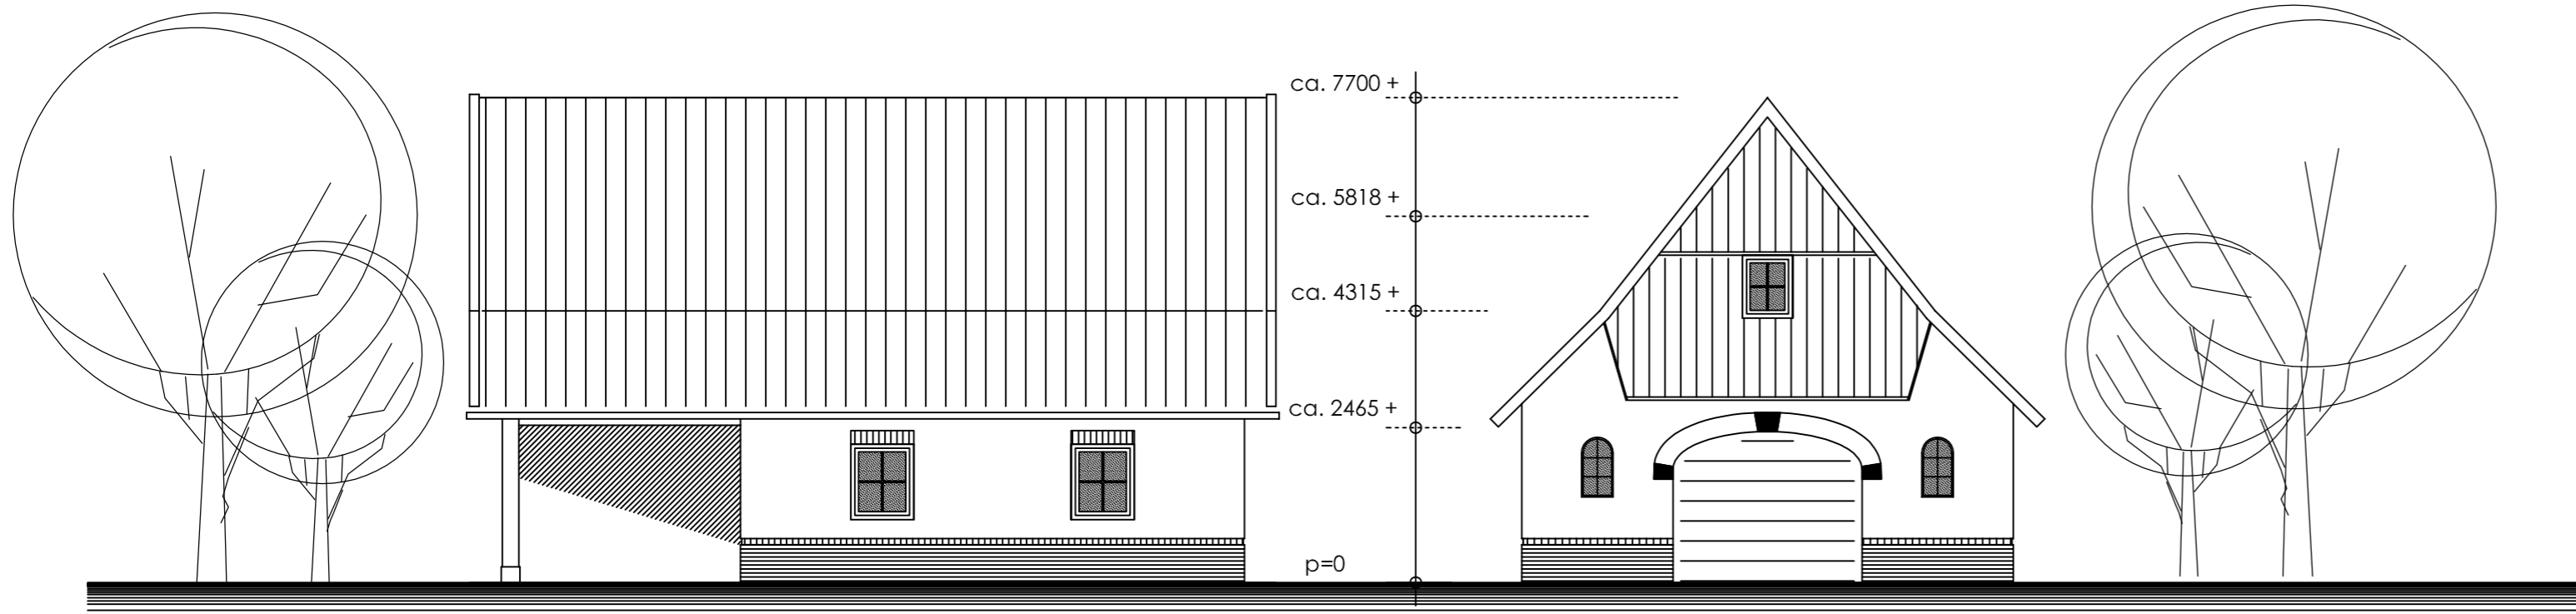 ca. 7700 +
ca. 5818 +
ca. 4315 +
ca. 2465 +
p=0